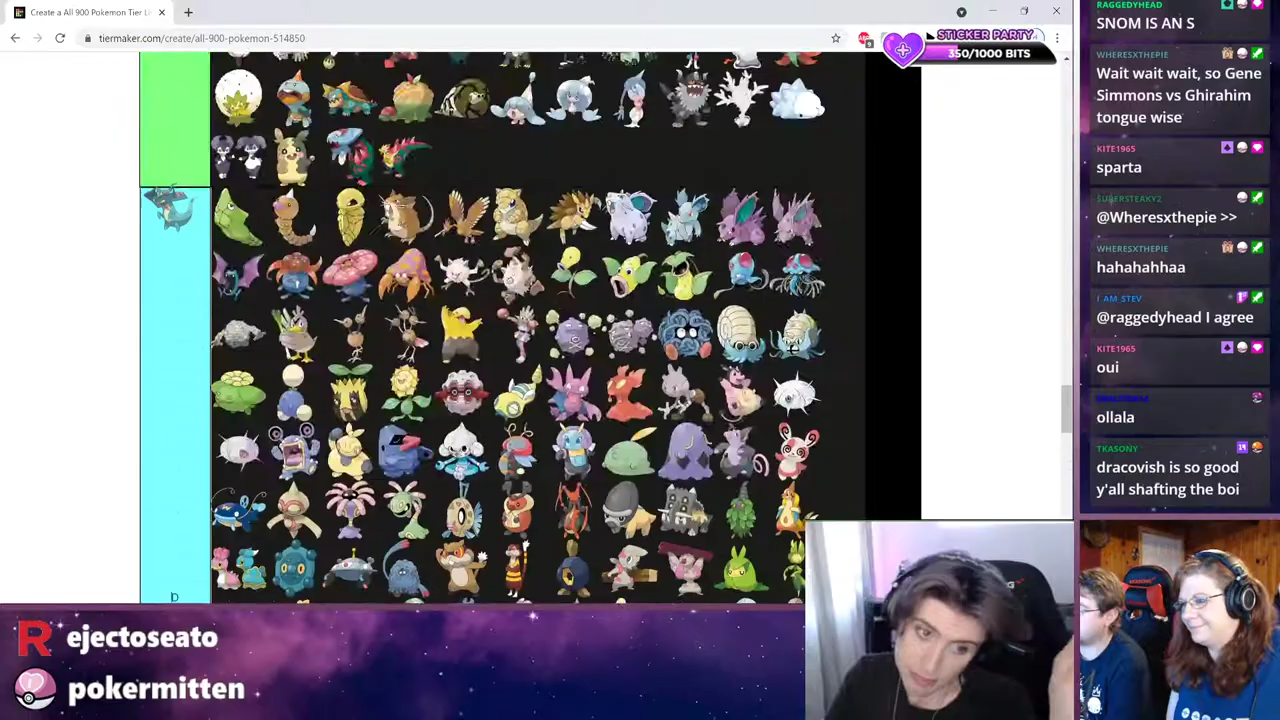 Create a All 900 Pokemon Tier Li
tiermaker.com/create/all-900-pokemon-514850
STICKER PARTY
350/1000 BITS
RAGGEDYHEAD
SNOM IS AN S
WHERESXTHEPIE
Wait wait wait, so Gene
Simmons vs Ghirahim
tongue wise
KITE1965
sparta
SUPERSTEAKYZ
@Wheresxthepie >>
WHERESXTHEPIE
hahahahhaa
I AM STEV
@raggedyhead I agree
KITE1965
oui
ollala
TKASONY
dracovish is so good
y'all shafting the boi
R ejectoseato
pokermitten